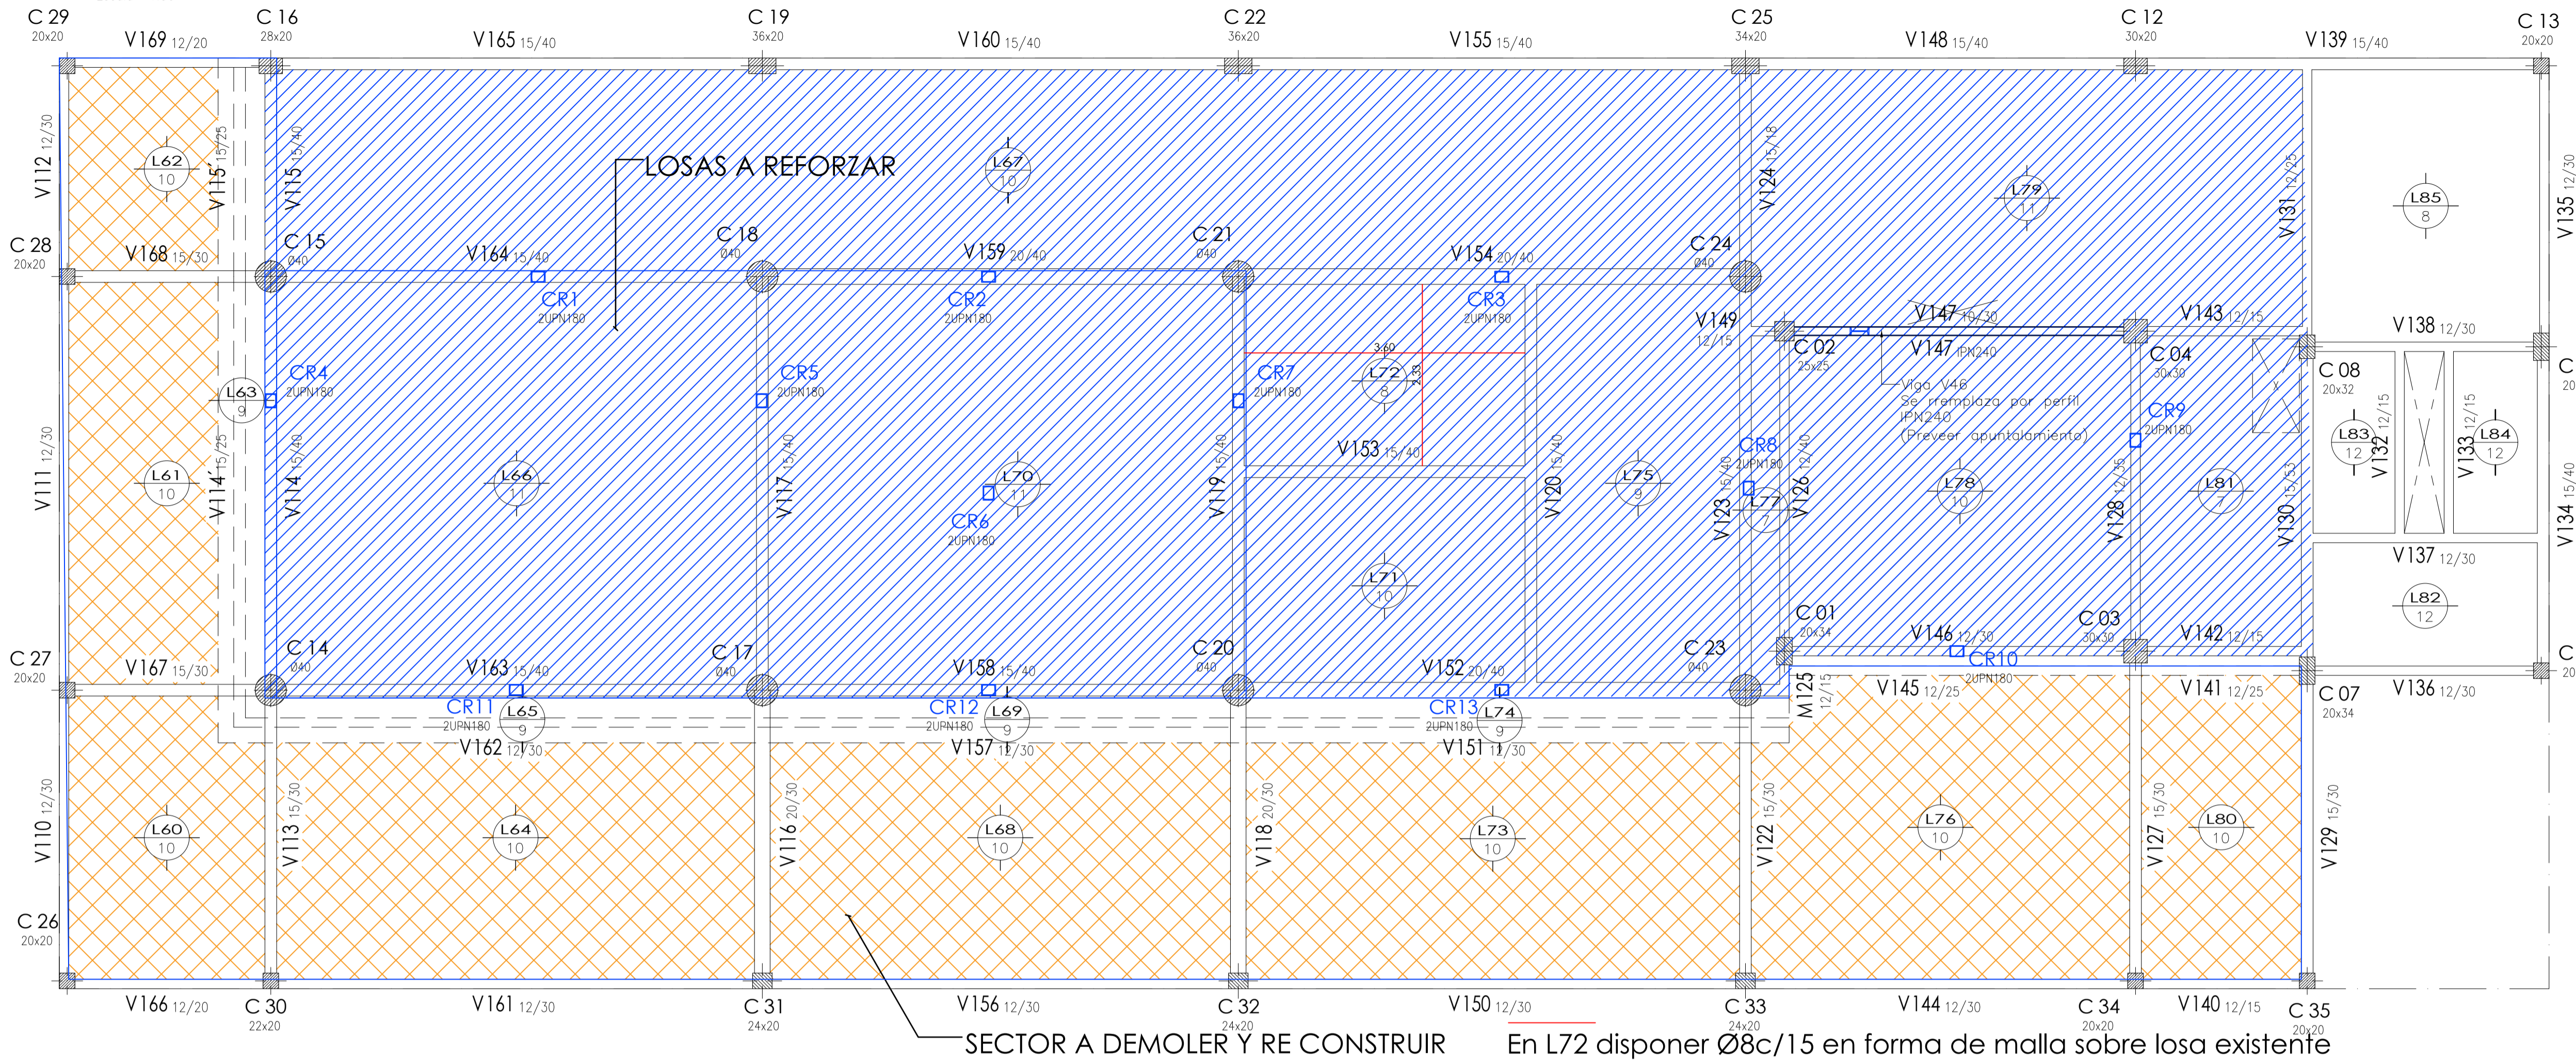 C 29
20x20
V169 12/20
C 16
28x20
V165 15/40
C 19
36x20
V160 15/40
C 22
36x20
V155 15/40
C 25
34x20
V148 15/40
C 12
30x20
V139 15/40
C 13
20x20
V112 12/30
L62
10
V115' 15/25
V115 15/40
LOSAS A REFORZAR
L67
10
V124 15/18
L79
11
V131 12/25
L85
8
V135 12/30
C 28
20x20
V168 15/30
C 15
Ø40
V164 15/40
C 18
Ø40
V159 20/40
C 21
Ø40
V154 20/40
C 24
Ø40
CR1
2UPN180
CR2
2UPN180
CR3
2UPN180
V149
12/15
V147 10/30
V143 12/15
V138 12/30
C 02
25x25
V147 IPN240
C 04
30x30
C 08
20x32
C
20
3.60
2.33
L72
8
Viga V46
Se rremplaza por perfil
IPN240
(Preveer apuntalamiento)
X
L63
9
CR4
2UPN180
CR5
2UPN180
CR7
2UPN180
CR8
2UPN180
CR9
2UPN180
V153 15/40
V111 12/30
L61
10
V114' 15/25
V114 15/40
L66
11
V117 15/40
L70
11
CR6
2UPN180
V119 15/40
V120 15/40
L75
9
V123 15/40
L77
7
V126 12/40
L78
10
V128 12/35
L81
7
V130 15/53
L83
12
V132 12/15
V133 12/15
L84
12
V134 15/40
L71
10
V137 12/30
L82
12
C 27
20x20
V167 15/30
C 14
Ø40
V163 15/40
C 17
Ø40
V158 15/40
C 20
Ø40
V152 20/40
C 23
Ø40
C 01
20x34
V146 12/30
C 03
30x30
V142 12/15
CR10
2UPN180
M125
12/15
V145 12/25
V141 12/25
C 07
20x34
V136 12/30
C
20
CR11
2UPN180
L65
9
CR12
2UPN180
L69
9
CR13
2UPN180
L74
9
V162 12/30
V157 12/30
V151 12/30
V110 12/30
L60
10
V113 15/30
L64
10
V116 20/30
L68
10
V118 20/30
L73
10
V122 15/30
L76
10
V127 15/30
L80
10
V129 15/30
C 26
20x20
V166 12/20
C 30
22x20
V161 12/30
C 31
24x20
V156 12/30
C 32
24x20
V150 12/30
C 33
24x20
V144 12/30
C 34
20x20
V140 12/15
C 35
20x20
SECTOR A DEMOLER Y RE CONSTRUIR
En L72 disponer Ø8c/15 en forma de malla sobre losa existente